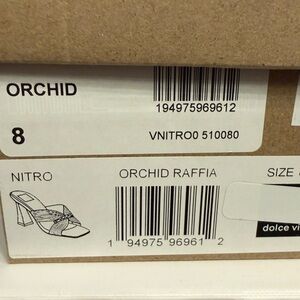 ORCHID
194975969612
8
VNITRO0 510080
NITRO
ORCHID RAFFIA
SIZE
1 94975 96961 2
dolce vi